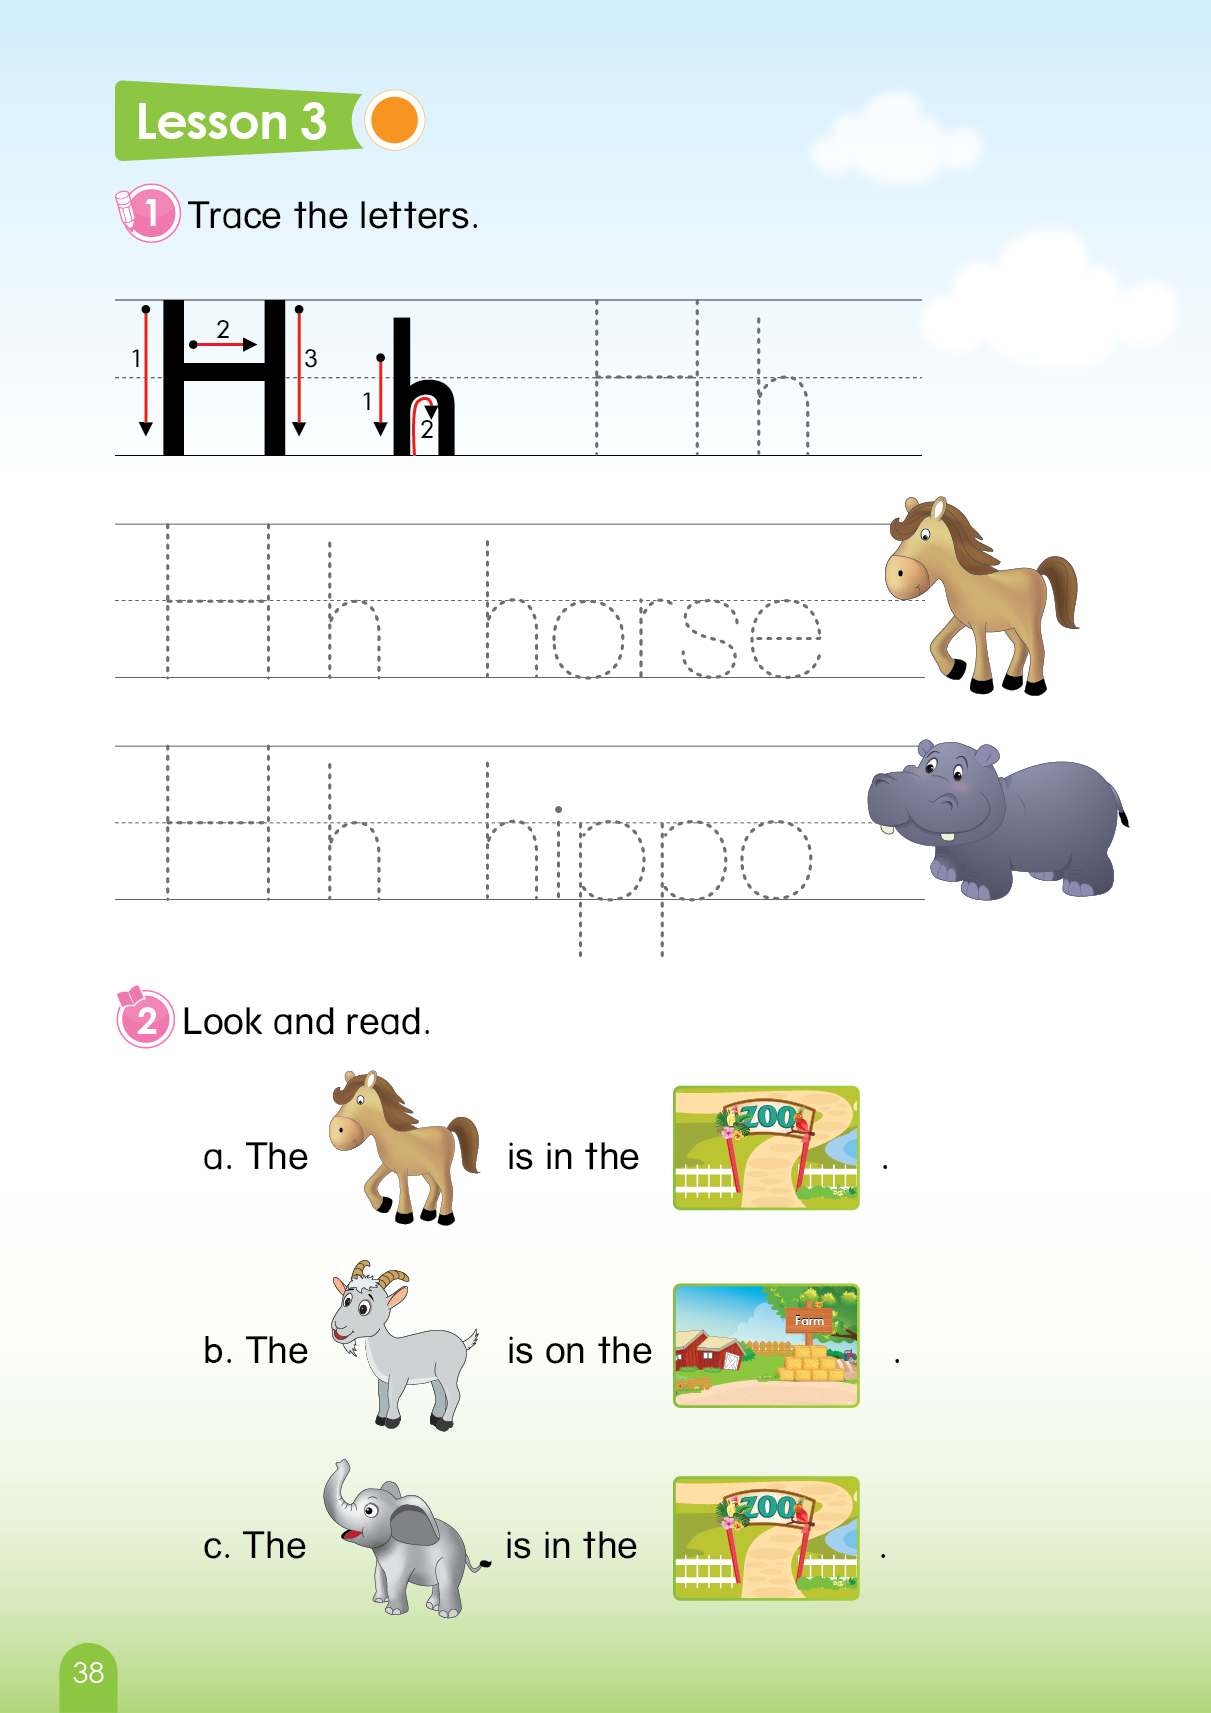 Lesson 3
1 Trace the letters.
1 2 3 H 1 2 h H h
H h horse
H h hippo
2 Look and read.
a. The is in the ZOO .
b. The is on the Farm .
c. The is in the ZOO .
38